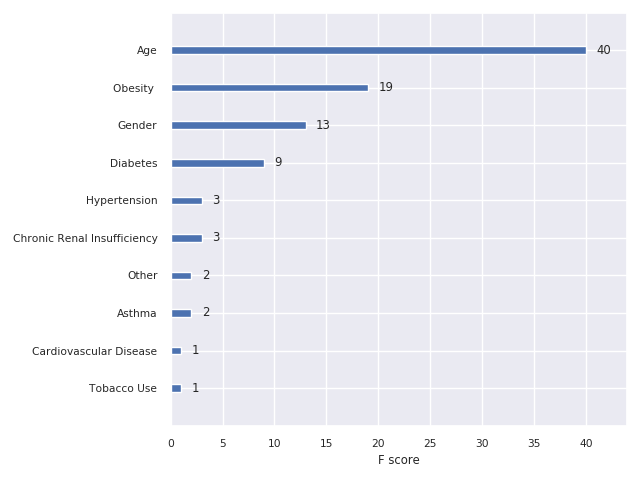 Age 40
Obesity 19
Gender 13
Diabetes 9
Hypertension 3
Chronic Renal Insufficiency 3
Other 2
Asthma 2
Cardiovascular Disease 1
Tobacco Use 1
0 5 10 15 20 25 30 35 40
F score